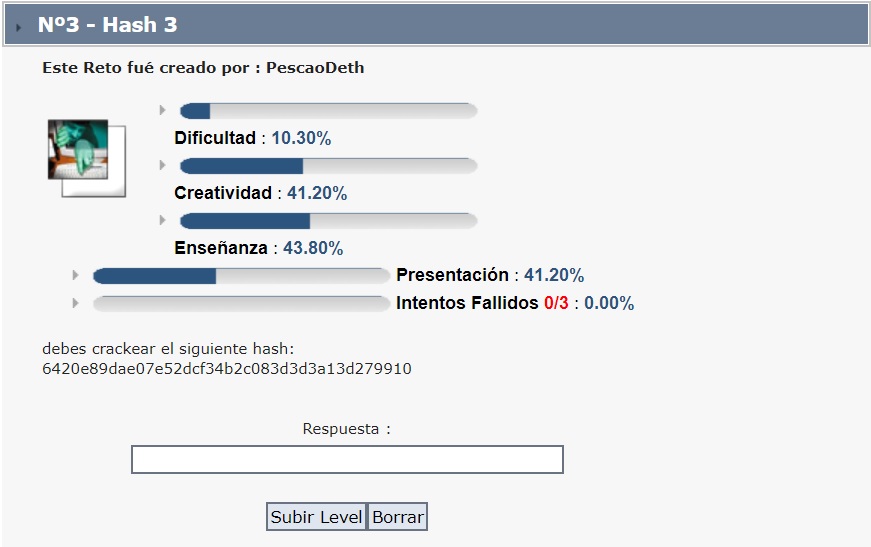 Nº3 - Hash 3
Este Reto fué creado por : PescaoDeth
Dificultad : 10.30%
Creatividad : 41.20%
Enseñanza : 43.80%
Presentación : 41.20%
Intentos Fallidos 0/3 : 0.00%
debes crackear el siguiente hash:
6420e89dae07e52dcf34b2c083d3d3a13d279910
Respuesta :
Subir Level Borrar